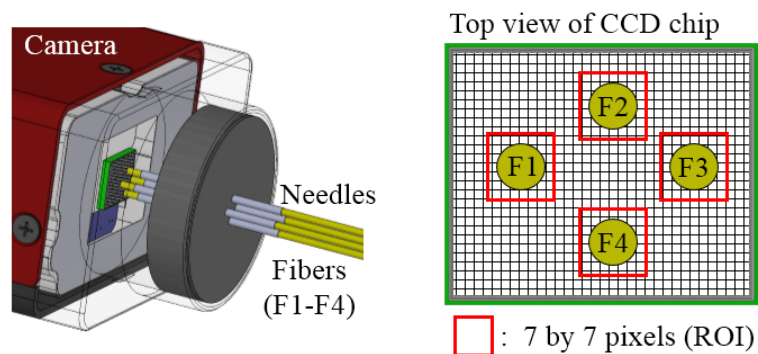 Camera
Needles
Fibers
(F1-F4)
Top view of CCD chip
F2
F1
F3
F4
: 7 by 7 pixels (ROI)